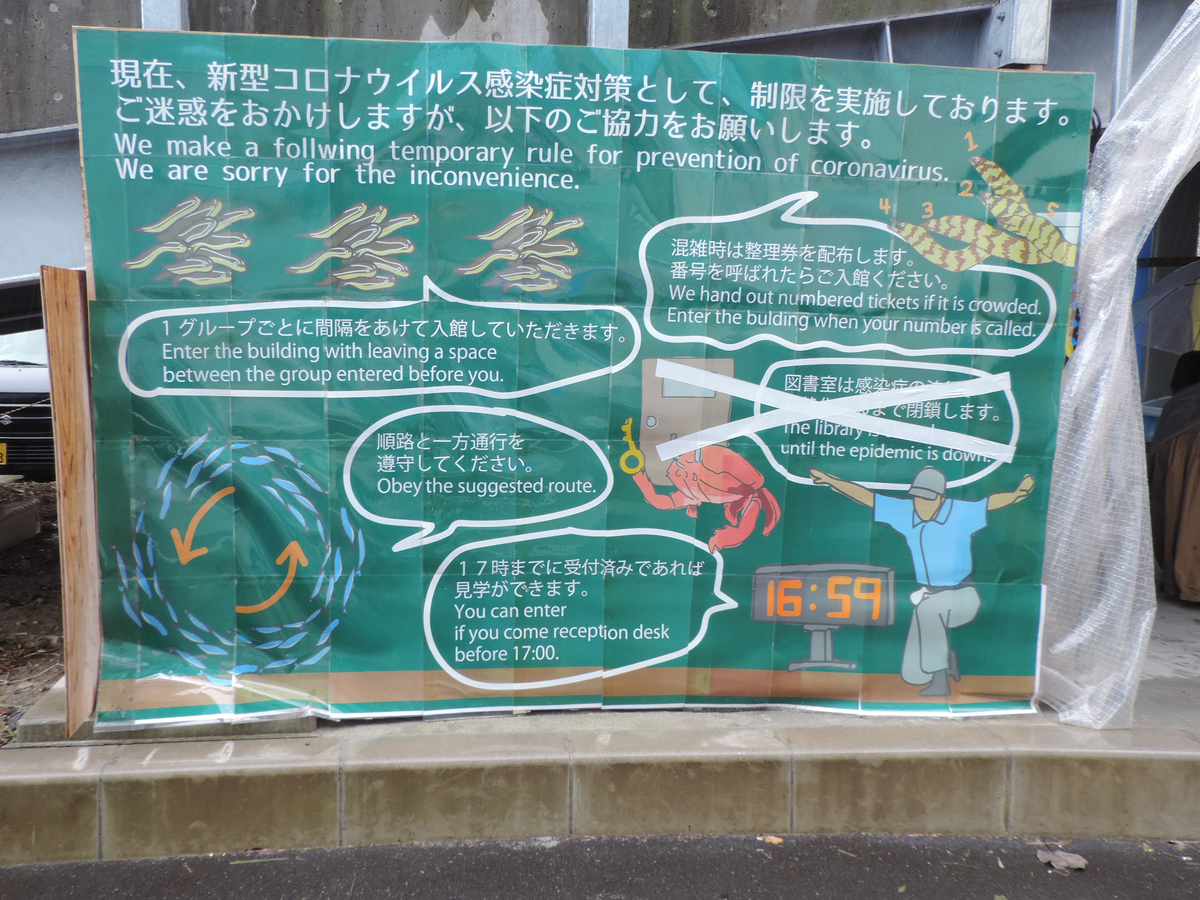 現在、新型コロナウイルス感染症対策として、制限を実施しております。
ご迷惑をおかけしますが、以下のご協力をお願いします。
We make a follwing temporary rule for prevention of coronavirus.
We are sorry for the inconvenience.
1
2
3
4
5
混雑時は整理券を配布します。
番号を呼ばれたらご入館ください。
We hand out numbered tickets if it is crowded.
Enter the bulding when your number is called.
1グループごとに間隔をあけて入館していただきます。
Enter the building with leaving a space
between the group entered before you.
図書室は感染症の
まで閉鎖します。
The library is
until the epidemic is down.
順路と一方通行を
遵守してください。
Obey the suggested route.
17時までに受付済みであれば
見学ができます。
You can enter
if you come reception desk
before 17:00.
16:59